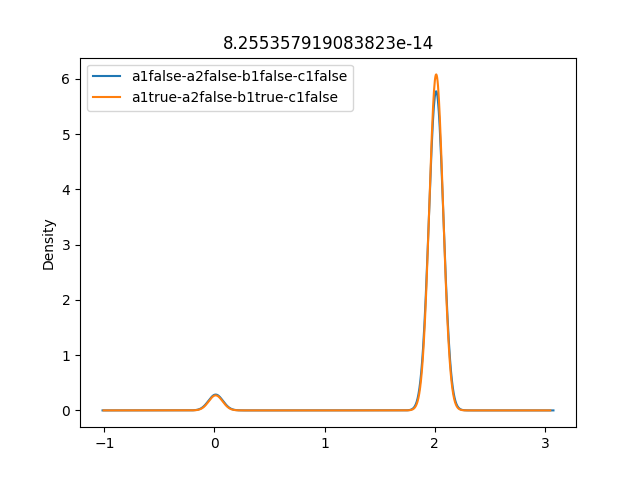 8.255357919083823e-14
a1false-a2false-b1false-c1false
a1true-a2false-b1true-c1false
Density
6
5
4
3
2
1
0
−1 0 1 2 3